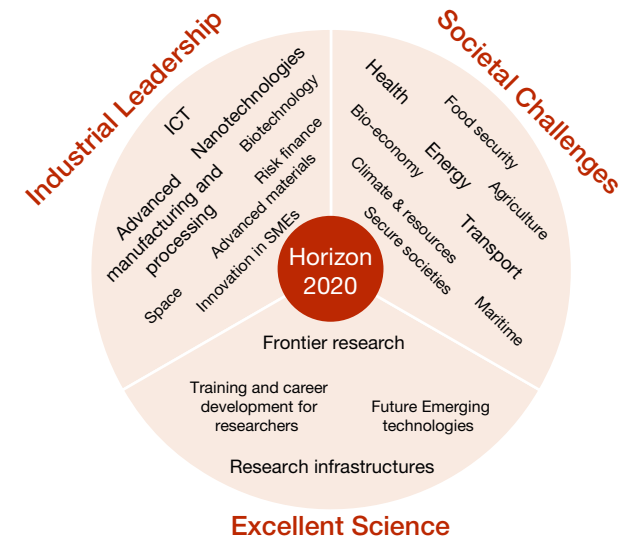 Industrial Leadership
ICT
Nanotechnologies
Biotechnology
Risk finance
Advanced
manufacturing and
processing
Advanced materials
Innovation in SMEs
Space
Societal Challenges
Health
Food security
Bio-economy
Energy
Agriculture
Climate & resources
Secure societies
Transport
Maritime
Horizon
2020
Frontier research
Training and career
development for
researchers
Future Emerging
technologies
Research infrastructures
Excellent Science